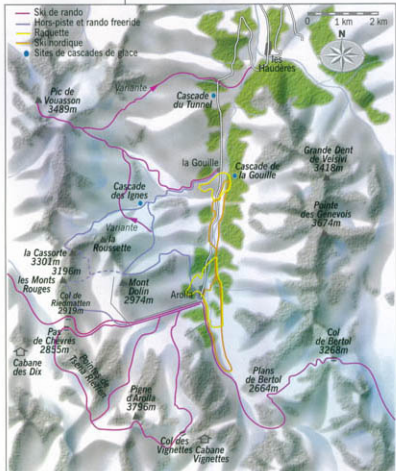 Ski de rando
Hors-piste et rando freeride
Raquette
Ski nordique
Sites de cascades de glace
0 1 km 2 km
N
les
Haudères
Variante
Cascade
du Tunnel
Pic de
Vouasson
3489m
la Gouille
Cascade de
la Gouille
Grande Dent
de Veisivi
3418m
Cascade
des Ignes
Pointe
des Genevois
3674m
Variante
la
Roussette
la Cassorte
3301m
3196m
les Monts
Rouges
Mont
Dolin
2974m
Col de
Riedmatten
2919m
Arolla
Pas
de Chèvres
2855m
Col
de Bertol
3268m
Cabane
des Dix
Plans
de Bertol
2664m
Pigne
d'Arolla
3796m
Col des
Vignettes
Cabane
Vignettes